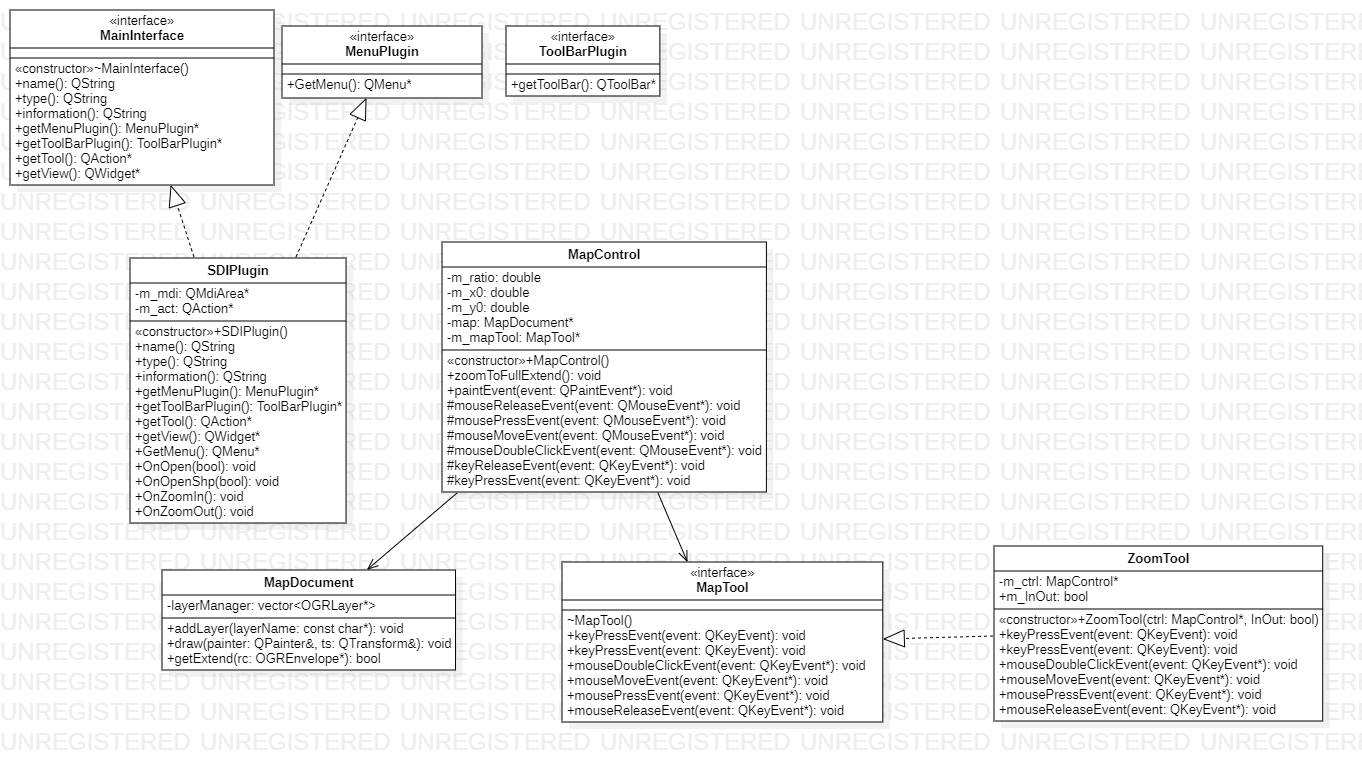 «interface»
MainInterface
«constructor»~MainInterface()
+name(): QString
+type(): QString
+information(): QString
+getMenuPlugin(): MenuPlugin*
+getToolBarPlugin(): ToolBarPlugin*
+getTool(): QAction*
+getView(): QWidget*
«interface»
MenuPlugin
+GetMenu(): QMenu*
«interface»
ToolBarPlugin
+getToolBar(): QToolBar*
SDIPlugin
-m_mdi: QMdiArea*
-m_act: QAction*
«constructor»+SDIPlugin()
+name(): QString
+type(): QString
+information(): QString
+getMenuPlugin(): MenuPlugin*
+getToolBarPlugin(): ToolBarPlugin*
+getTool(): QAction*
+getView(): QWidget*
+GetMenu(): QMenu*
+OnOpen(bool): void
+OnOpenShp(bool): void
+OnZoomIn(): void
+OnZoomOut(): void
MapControl
-m_ratio: double
-m_x0: double
-m_y0: double
-map: MapDocument*
-m_mapTool: MapTool*
«constructor»+MapControl()
+zoomToFullExtend(): void
+paintEvent(event: QPaintEvent*): void
#mouseReleaseEvent(event: QMouseEvent*): void
#mousePressEvent(event: QMouseEvent*): void
#mouseMoveEvent(event: QMouseEvent*): void
#mouseDoubleClickEvent(event: QMouseEvent*): void
#keyReleaseEvent(event: QKeyEvent*): void
#keyPressEvent(event: QKeyEvent*): void
MapDocument
-layerManager: vector<OGRLayer*>
+addLayer(layerName: const char*): void
+draw(painter: QPainter&, ts: QTransform&): void
+getExtend(rc: OGREnvelope*): bool
«interface»
MapTool
~MapTool()
+keyPressEvent(event: QKeyEvent): void
+keyPressEvent(event: QKeyEvent): void
+mouseDoubleClickEvent(event: QKeyEvent*): void
+mouseMoveEvent(event: QKeyEvent*): void
+mousePressEvent(event: QKeyEvent*): void
+mouseReleaseEvent(event: QKeyEvent*): void
ZoomTool
-m_ctrl: MapControl*
+m_InOut: bool
«constructor»+ZoomTool(ctrl: MapControl*, InOut: bool)
+keyPressEvent(event: QKeyEvent): void
+keyPressEvent(event: QKeyEvent): void
+mouseDoubleClickEvent(event: QKeyEvent*): void
+mouseMoveEvent(event: QKeyEvent*): void
+mousePressEvent(event: QKeyEvent*): void
+mouseReleaseEvent(event: QKeyEvent*): void
UNREGISTERED